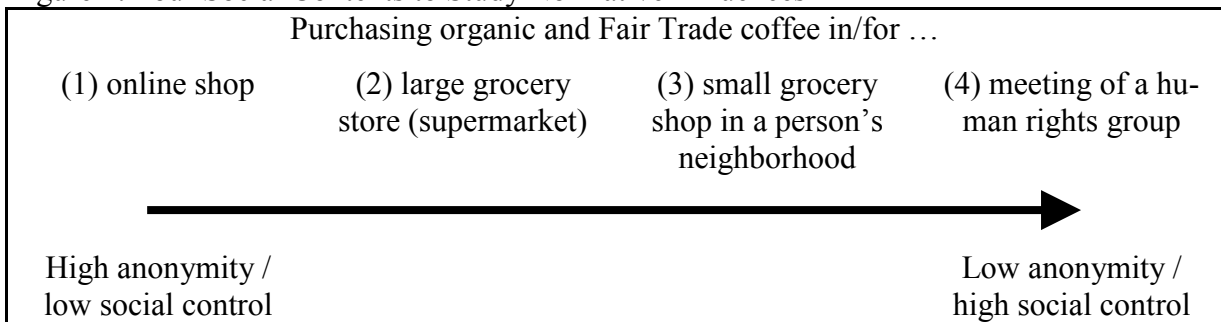 Purchasing organic and Fair Trade coffee in/for …
(1) online shop
(2) large grocery
store (supermarket)
(3) small grocery
shop in a person's
neighborhood
(4) meeting of a hu-
man rights group
High anonymity /
low social control
Low anonymity /
high social control